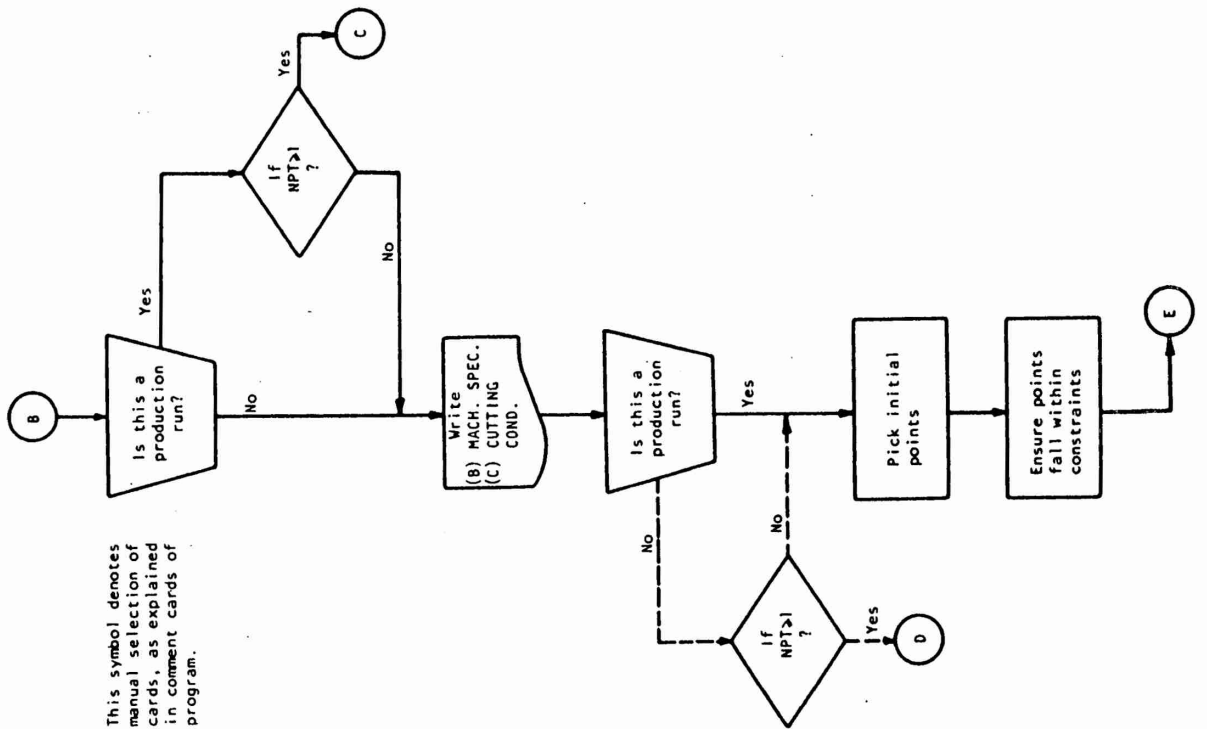 This symbol denotes
manual selection of
cards, as explained
in comment cards of
program.
B
Is this a
production
run?
Yes
No
If
NPT⩾1
?
Yes
C
No
Write
(B) MACH. SPEC.
(C) CUTTING
COND.
Is this a
production
run?
No
Yes
If
NPT⩾1
?
No
Yes
D
Pick initial
points
Ensure points
fall within
constraints
E